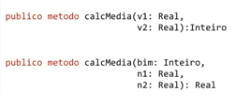 publico metodo calcMedia(v1: Real,
v2: Real):Inteiro
publico metodo calcMedia(bim: Inteiro,
n1: Real,
n2: Real): Real